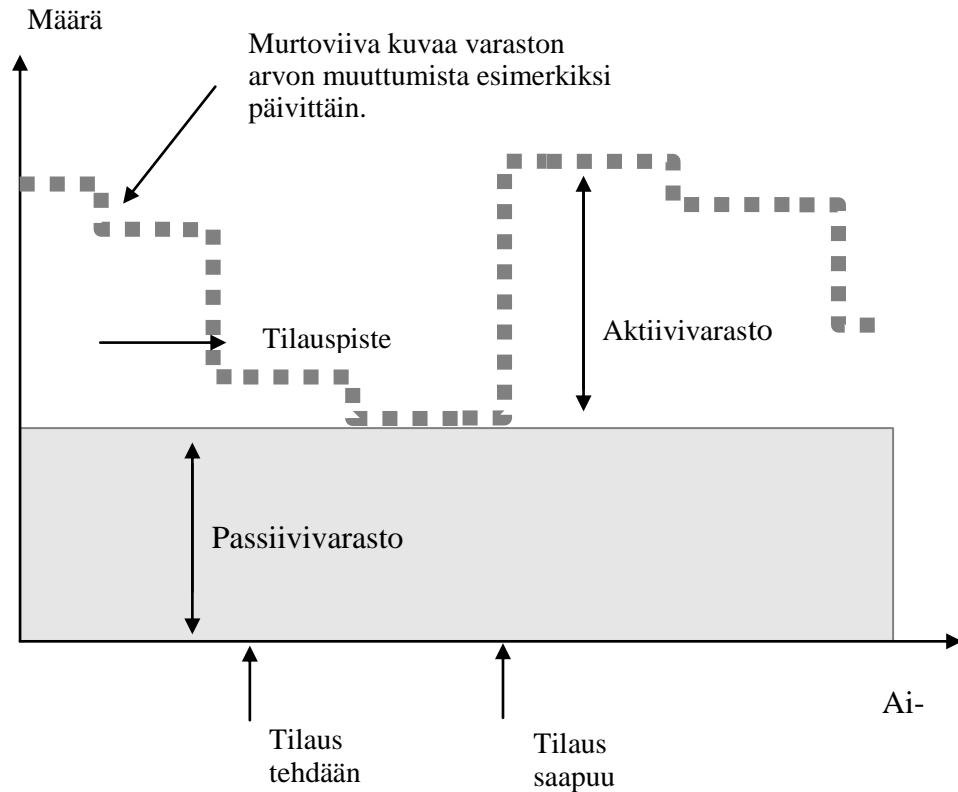 Määrä
Murtoviiva kuvaa varaston
arvon muuttumista esimerkiksi
päivittäin.
Tilauspiste
Aktiivivarasto
Passiivivarasto
Ai-
Tilaus
tehdään
Tilaus
saapuu